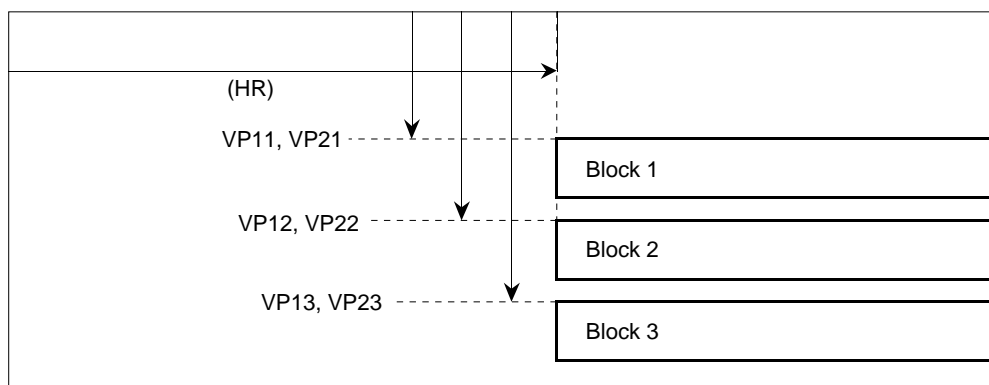 (HR)
VP11, VP21
Block 1
VP12, VP22
Block 2
VP13, VP23
Block 3